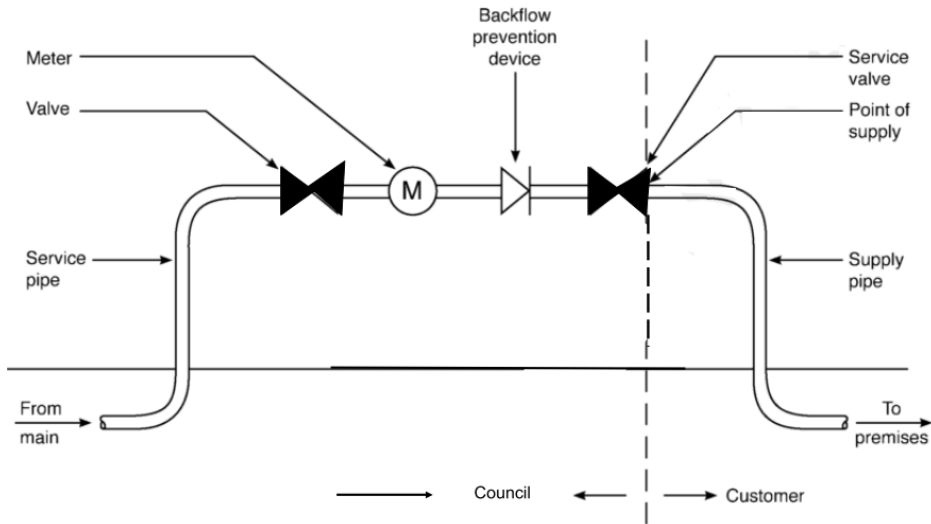 Backflow
prevention
device
Meter
Service
valve
Valve
Point of
supply
M
Service
pipe
Supply
pipe
From
main
To
premises
Council
Customer